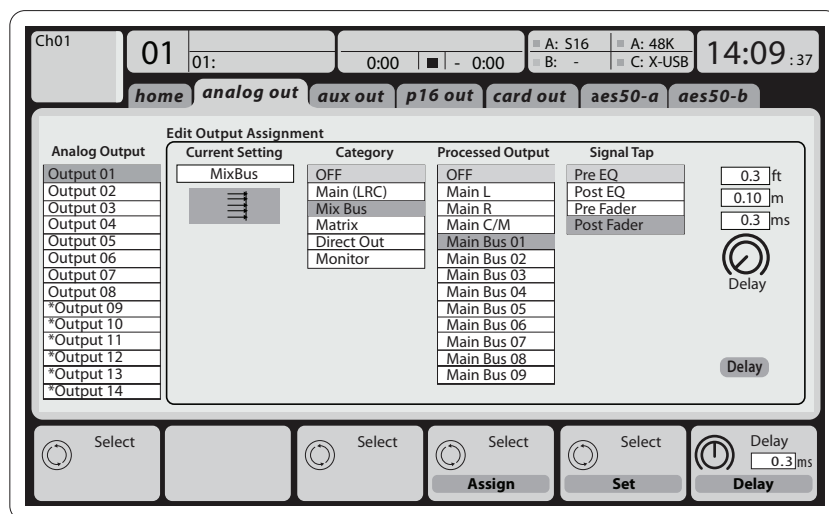 Ch01
01
01:
0:00
- 0:00
A: S16
B: -
A: 48K
C: X-USB
14:09 :37
home
analog out
aux out
p16 out
card out
aes50-a
aes50-b
Edit Output Assignment
Analog Output
Output 01
Output 02
Output 03
Output 04
Output 05
Output 06
Output 07
Output 08
*Output 09
*Output 10
*Output 11
*Output 12
*Output 13
*Output 14
Current Setting
MixBus
Category
OFF
Main (LRC)
Mix Bus
Matrix
Direct Out
Monitor
Processed Output
OFF
Main L
Main R
Main C/M
Main Bus 01
Main Bus 02
Main Bus 03
Main Bus 04
Main Bus 05
Main Bus 06
Main Bus 07
Main Bus 08
Main Bus 09
Signal Tap
Pre EQ
Post EQ
Pre Fader
Post Fader
0.3 ft
0.10 m
0.3 ms
Delay
Delay
Select
Select
Select
Assign
Select
Set
Delay
0.3 ms
Delay